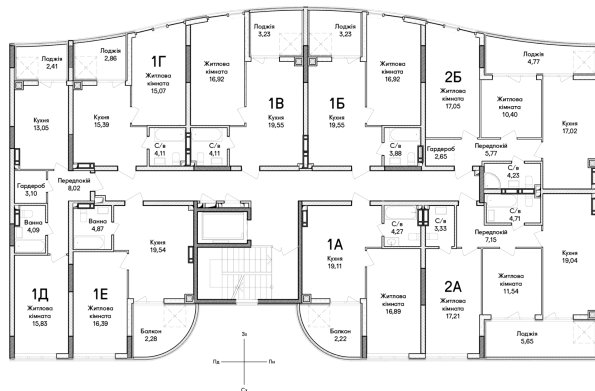 Лоджія
2,41
Лоджія
2,86
1Г
Житлова
кімната
15,07
Житлова
кімната
16,92
Лоджія
3,23
Лоджія
3,23
Житлова
кімната
16,92
2Б
Житлова
кімната
17,05
Лоджія
4,77
Житлова
кімната
10,40
Кухня
17,02
Кухня
13,05
Кухня
15,39
1В
Кухня
19,55
1Б
Кухня
19,55
С/в
4,11
С/в
4,11
С/в
3,88
Гардероб
2,65
Передпокій
5,77
С/в
4,23
Гардероб
3,10
Передпокій
8,02
Ванна
4,09
Ванна
4,87
Кухня
19,54
1А
Кухня
19,11
С/в
4,27
С/в
3,33
С/в
4,71
Передпокій
7,15
Кухня
19,04
1Д
Житлова
кімната
15,83
1Е
Житлова
кімната
16,39
Балкон
2,28
Балкон
2,22
Житлова
кімната
16,89
2А
Житлова
кімната
17,21
Житлова
кімната
11,54
Лоджія
5,65
Зх
Пд
Пн
Сх